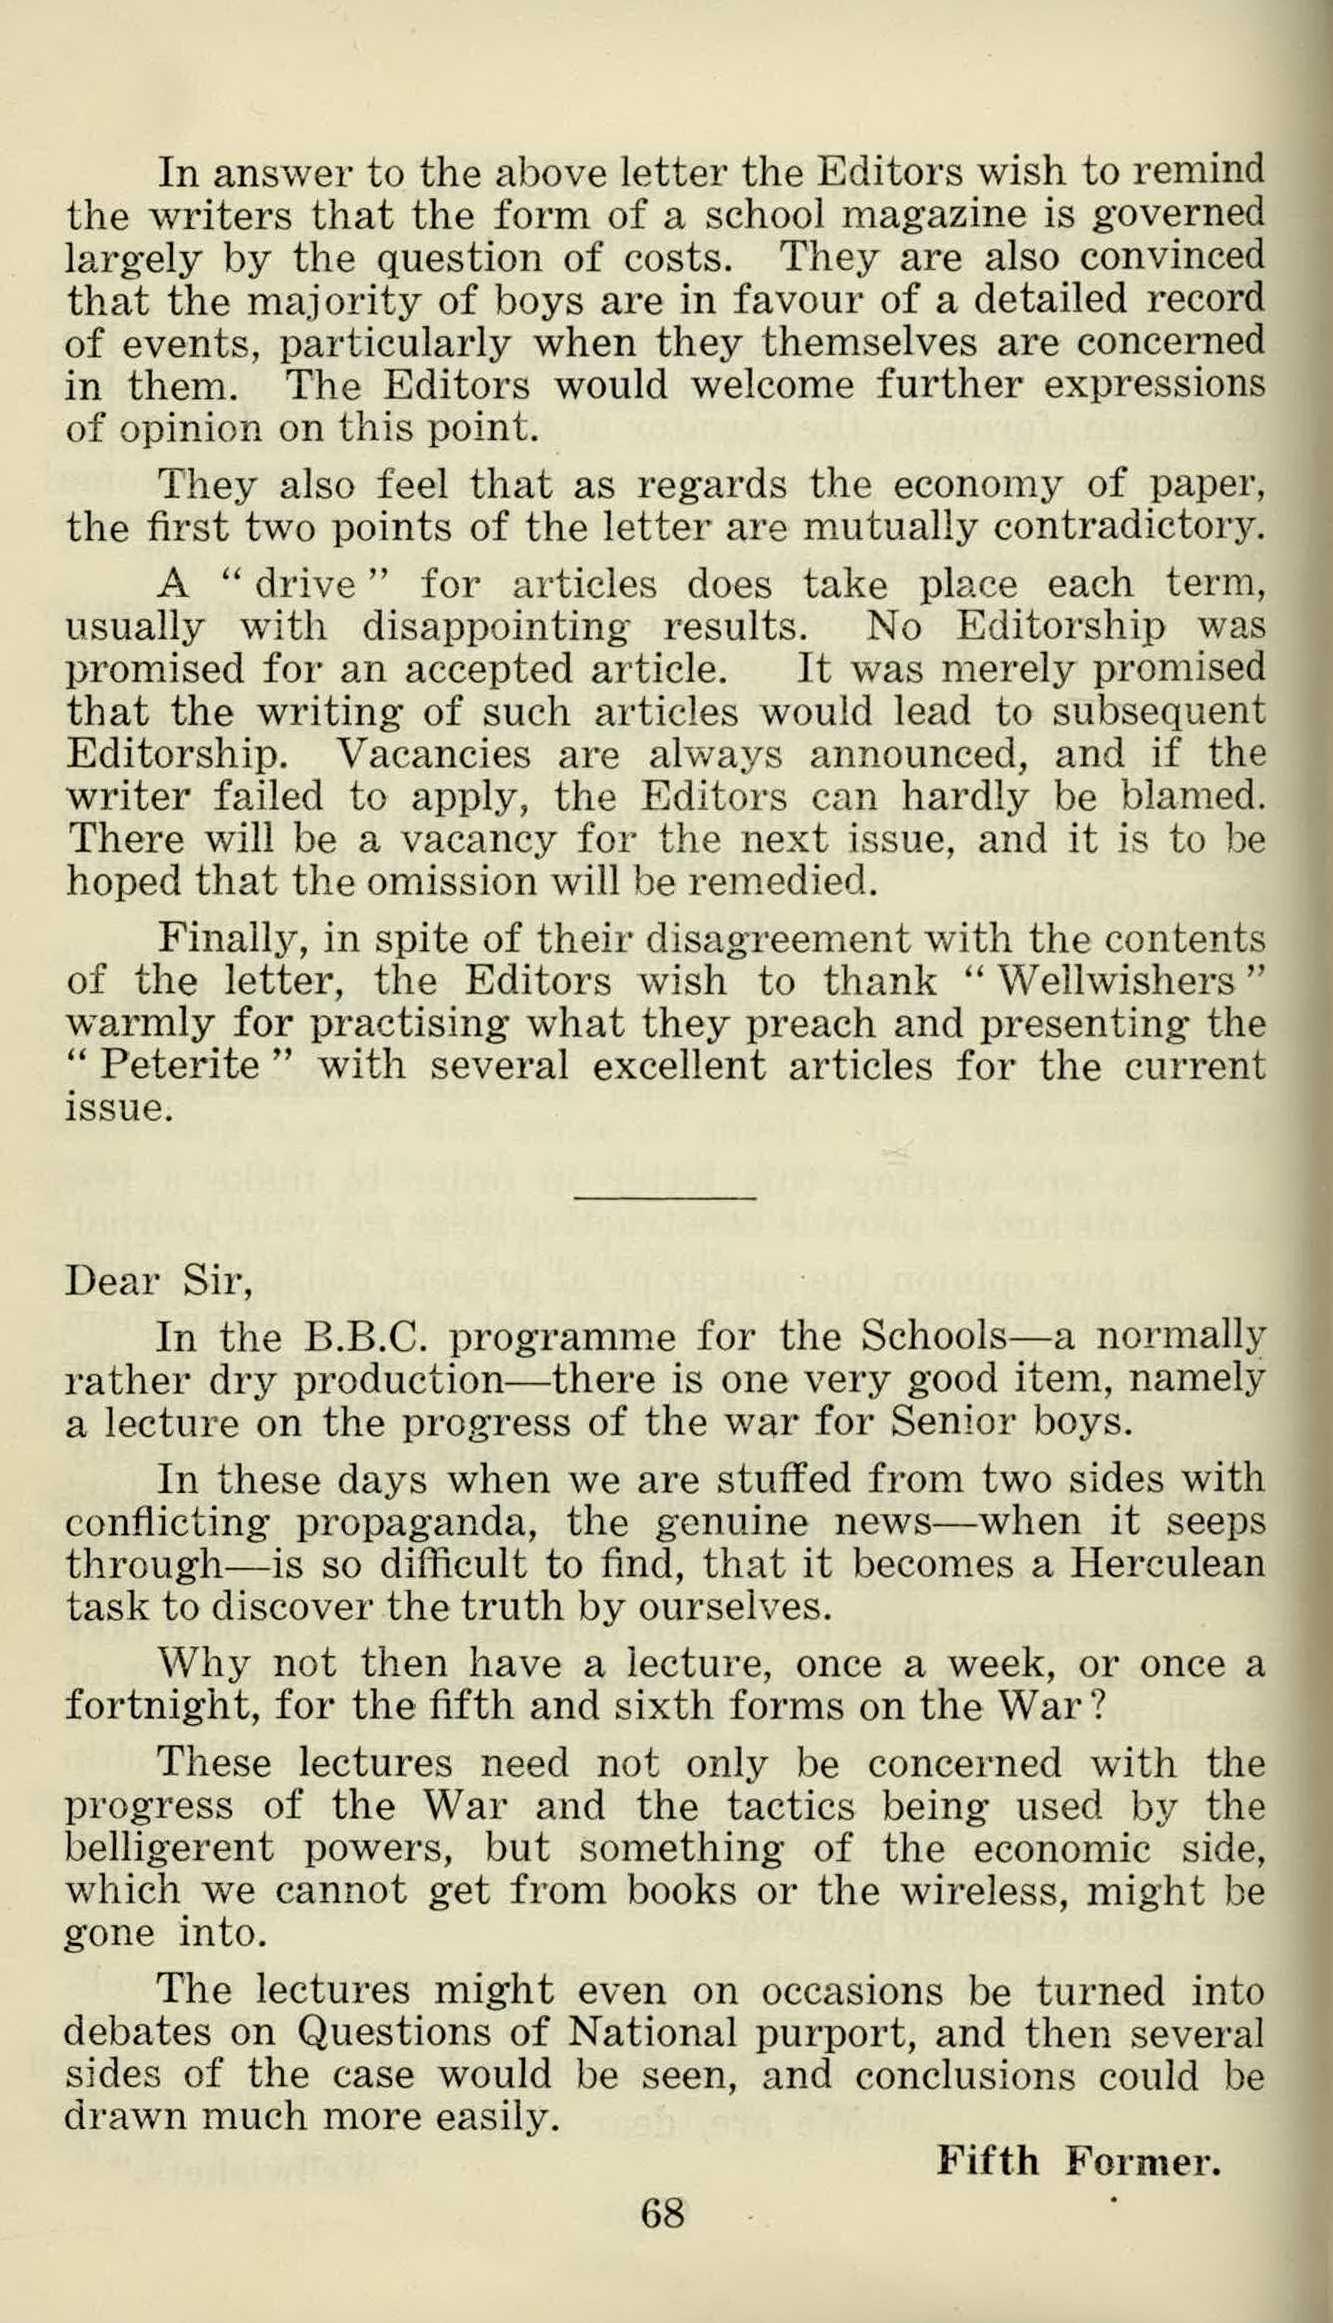 In answer to the above letter the Editors wish to remind
the writers that the form of a school magazine is governed
largely by the question of costs. They are also convinced
that the majority of boys are in favour of a detailed record
of events, particularly when they themselves are concerned
in them. The Editors would welcome further expressions
of opinion on this point.
They also feel that as regards the economy of paper,
the first two points of the letter are mutually contradictory.
A " drive " for articles does take place each term,
usually with disappointing results. No Editorship was
promised for an accepted article. It was merely promised
that the writing of such articles would lead to subsequent
Editorship. Vacancies are always announced, and if the
writer failed to apply, the Editors can hardly be blamed.
There will be a vacancy for the next issue, and it is to be
hoped that the omission will be remedied.
Finally, in spite of their disagreement with the contents
of the letter, the Editors wish to thank " Wellwishers "
warmly for practising what they preach and presenting the
" Peterite " with several excellent articles for the current
issue.
Dear Sir,
In the B.B.C. programme for the Schools—a normally
rather dry production—there is one very good item, namely
a lecture on the progress of the war for Senior boys.
In these days when we are stuffed from two sides with
conflicting propaganda, the genuine news—when it seeps
through—is so difficult to find, that it becomes a Herculean
task to discover the truth by ourselves.
Why not then have a lecture, once a week, or once a
fortnight, for the fifth and sixth forms on the War ?
These lectures need not only be concerned with the
progress of the War and the tactics being used by the
belligerent powers, but something of the economic side,
which we cannot get from books or the wireless, might be
gone into.
The lectures might even on occasions be turned into
debates on Questions of National purport, and then several
sides of the case would be seen, and conclusions could be
drawn much more easily.
Fifth Former.
68